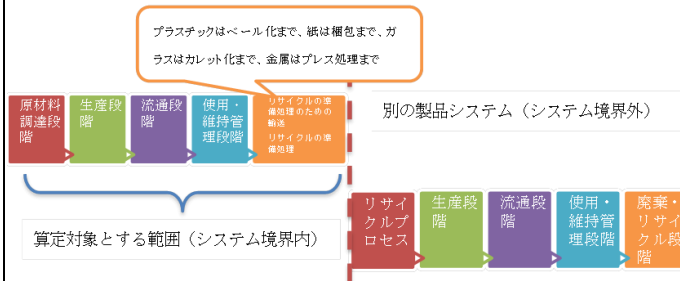 プラスチックはベール化まで、紙は梱包まで、ガ
ラスはカレット化まで、金属はプレス処理まで
原材料
調達段
階
生産段
階
流通段
階
使用・
維持管
理段階
リサイクルの準
備処理のための
輸送
リサイクルの準
備処理
別の製品システム（システム境界外）
算定対象とする範囲（システム境界内）
リサイ
クルプ
ロセス
生産段
階
流通段
階
使用・
維持管
理段階
廃棄・
リサイ
クル段
階